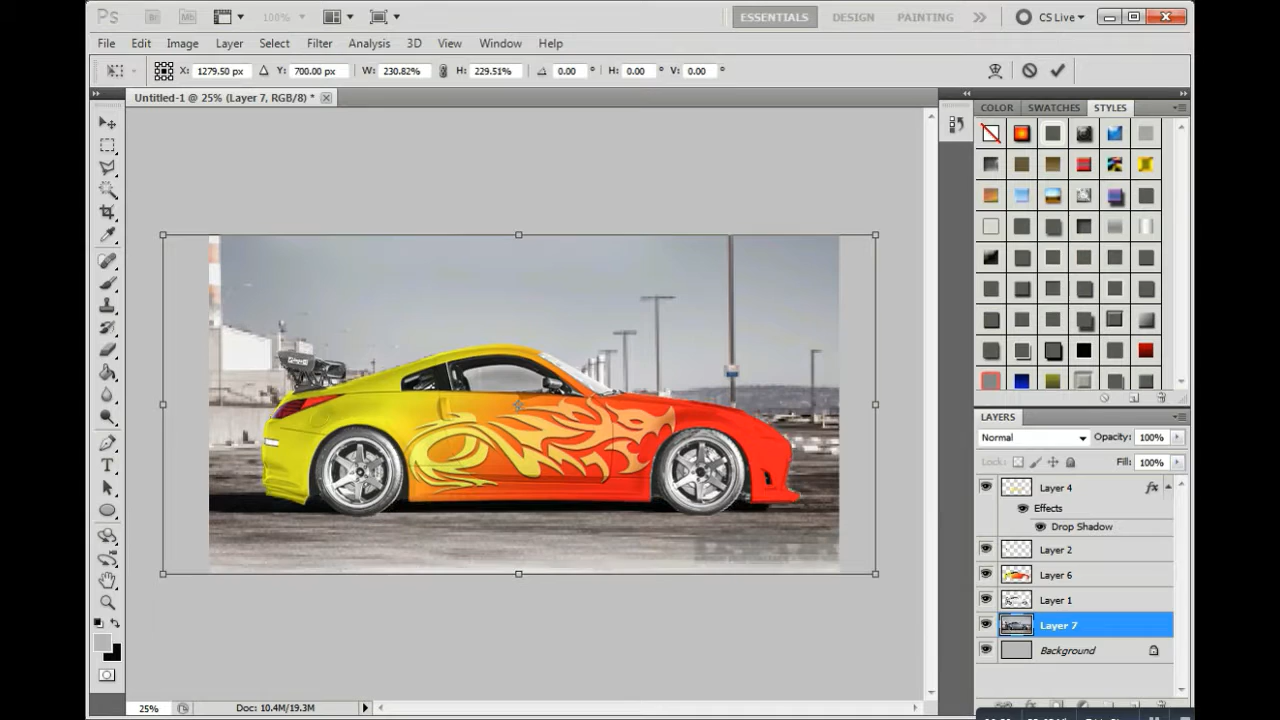 Ps Br Mb 100% ESSENTIALS DESIGN PAINTING CS Live
File Edit Image Layer Select Filter Analysis 3D View Window Help
X: 1279.50 px Y: 700.00 px W: 230.82% H: 229.51% 0.00 ° H: 0.00 ° V: 0.00 °
Untitled-1 @ 25% (Layer 7, RGB/8) *
COLOR SWATCHES STYLES
LAYERS
Normal Opacity: 100%
Lock: Fill: 100%
Layer 4 fx
Effects
Drop Shadow
Layer 2
Layer 6
Layer 1
Layer 7
Background
25% Doc: 10.4M/19.3M